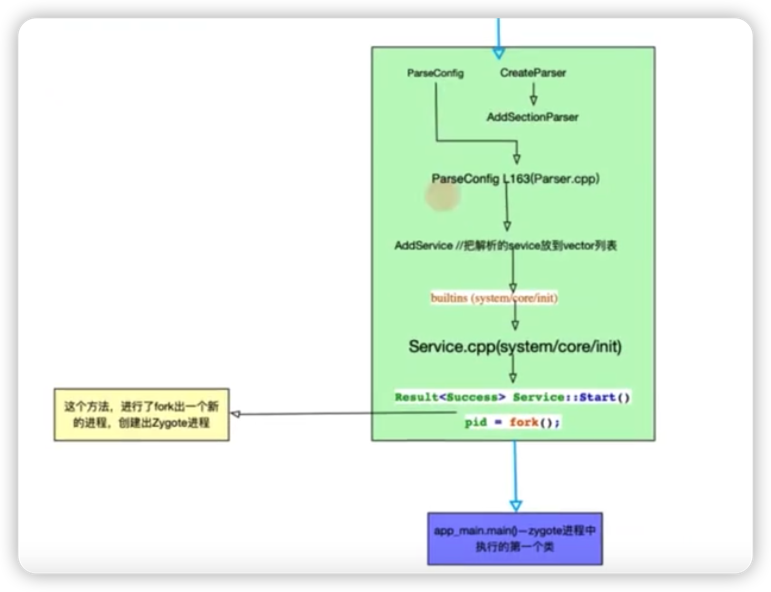 ParseConfig
CreateParser
AddSectionParser
ParseConfig L163(Parser.cpp)
AddService //把解析的sevice放到vector列表
builtins (system/core/init)
Service.cpp(system/core/init)
Result<Success> Service::Start()
pid = fork();
这个方法，进行了fork出一个新
的进程，创建出Zygote进程
app_main.main()—zygote进程中
执行的第一个类